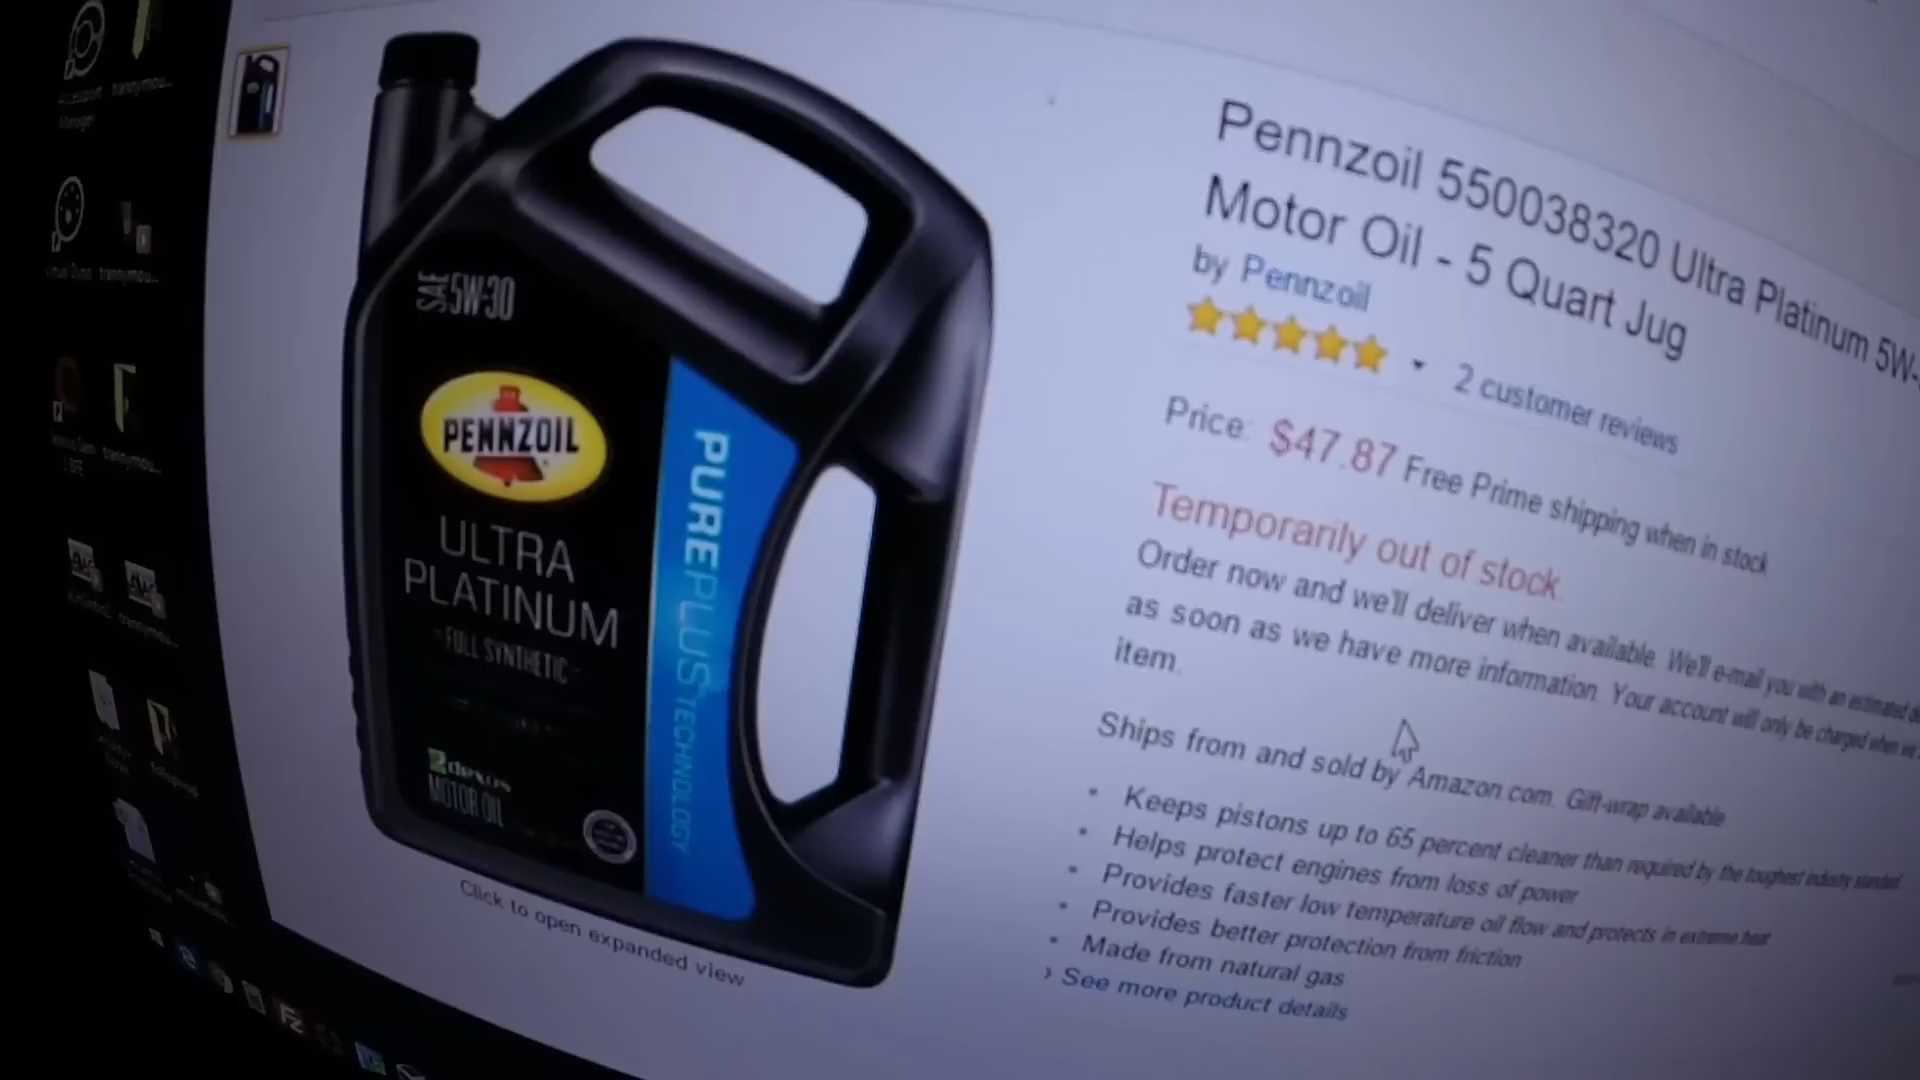 Pennzoil 550038320 Ultra Platinum 5W-
Motor Oil - 5 Quart Jug
by Pennzoil
2 customer reviews
Price: $47.87 Free Prime shipping when in stock
Temporarily out of stock.
Order now and we'll deliver when available. We'll e-mail you with an estimated
as soon as we have more information. Your account will only be charged when we
item.
Ships from and sold by Amazon.com. Gift-wrap available.
Keeps pistons up to 65 percent cleaner than required by the toughest industry standard
Helps protect engines from loss of power
Provides faster low temperature oil flow and protects in extreme heat
Provides better protection from friction
Made from natural gas
› See more product details
SAE 5W-30
PENNZOIL
ULTRA
PLATINUM
FULL SYNTHETIC
PUREPLUS TECHNOLOGY
dexos
MOTOR OIL
Click to open expanded view
Manager
trannymou...
trannymou...
trannymou...
trannymou...